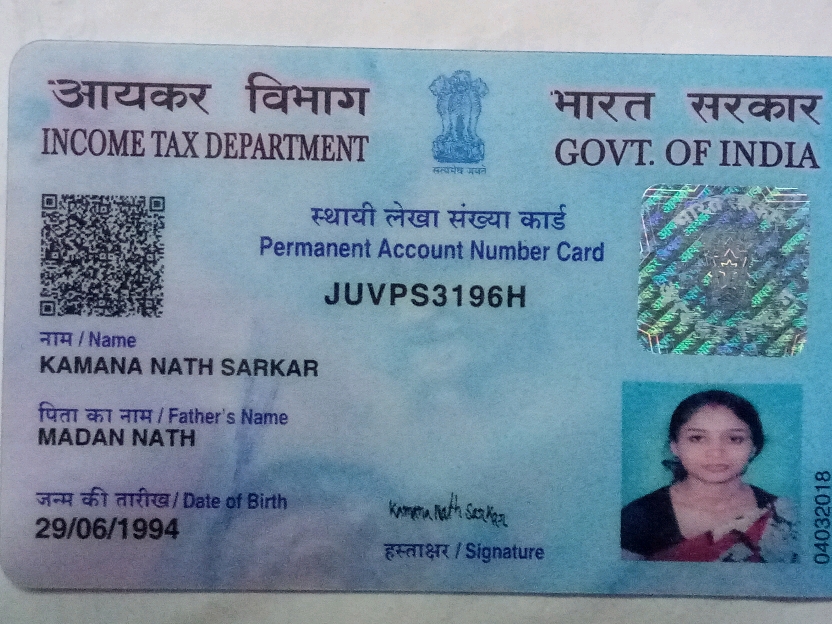 आयकर विभाग
INCOME TAX DEPARTMENT
सत्यमेव जयते
भारत सरकार
GOVT. OF INDIA
स्थायी लेखा संख्या कार्ड
Permanent Account Number Card
JUVPS3196H
नाम / Name
KAMANA NATH SARKAR
पिता का नाम / Father's Name
MADAN NATH
जन्म की तारीख / Date of Birth
29/06/1994
Kamana Nath Sarkar
हस्ताक्षर / Signature
04032018